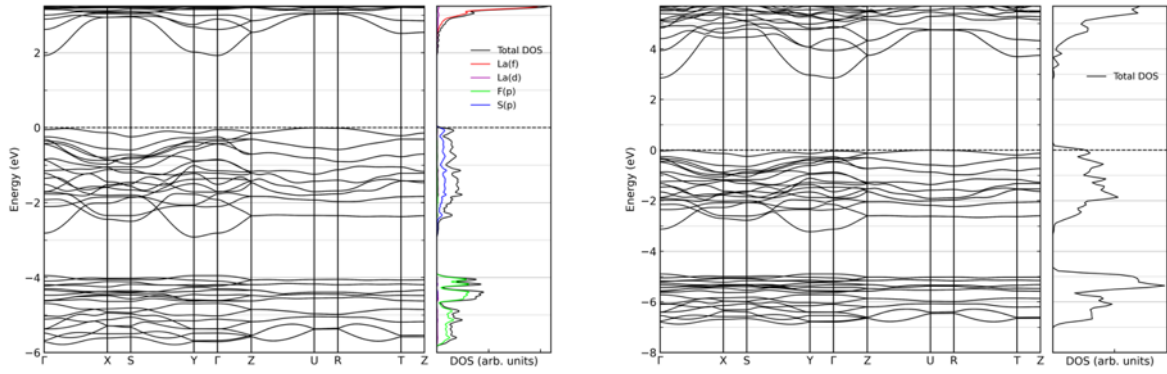 2
0
−2
−4
−6
Energy (eV)
Γ X S Y Γ Z U R T Z
DOS (arb. units)
Total DOS
La(f)
La(d)
F(p)
S(p)
4
2
0
−2
−4
−6
−8
Energy (eV)
Γ X S Y Γ Z U R T Z
DOS (arb. units)
Total DOS